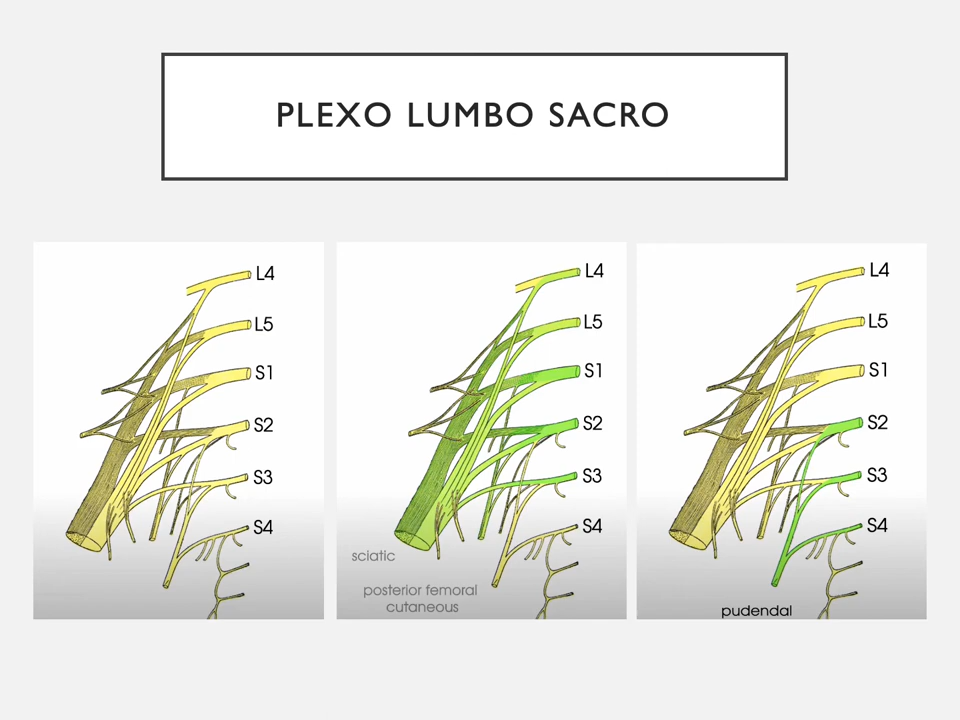 PLEXO LUMBO SACRO
L4
L5
S1
S2
S3
S4
L4
L5
S1
S2
S3
S4
sciatic
posterior femoral
cutaneous
L4
L5
S1
S2
S3
S4
pudendal